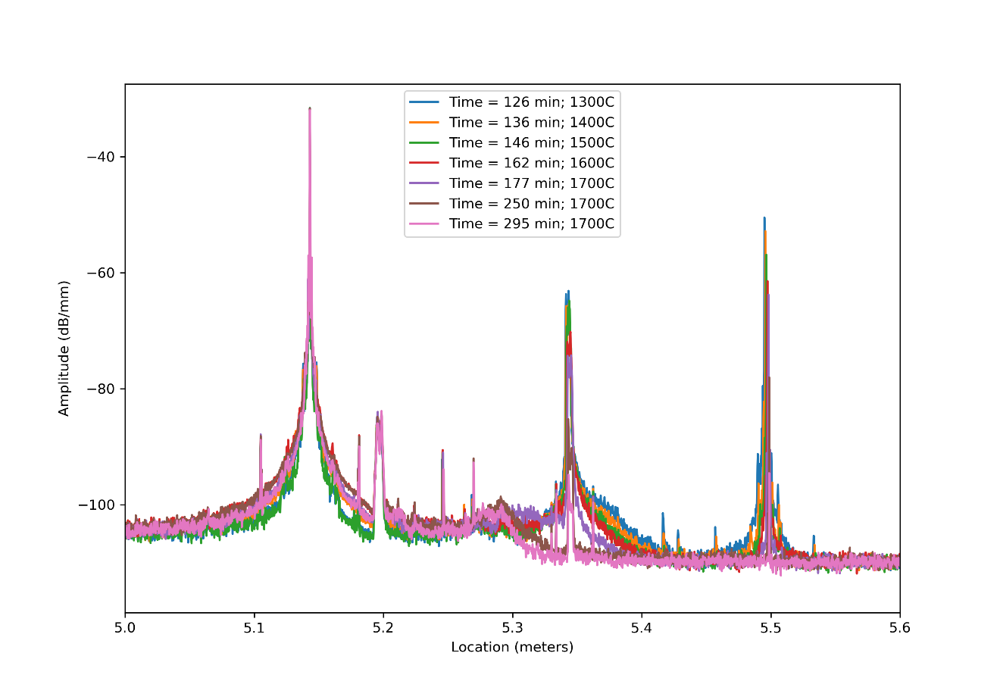 Time = 126 min; 1300C
Time = 136 min; 1400C
Time = 146 min; 1500C
Time = 162 min; 1600C
Time = 177 min; 1700C
Time = 250 min; 1700C
Time = 295 min; 1700C
−40
−60
−80
−100
Amplitude (dB/mm)
5.0 5.1 5.2 5.3 5.4 5.5 5.6
Location (meters)